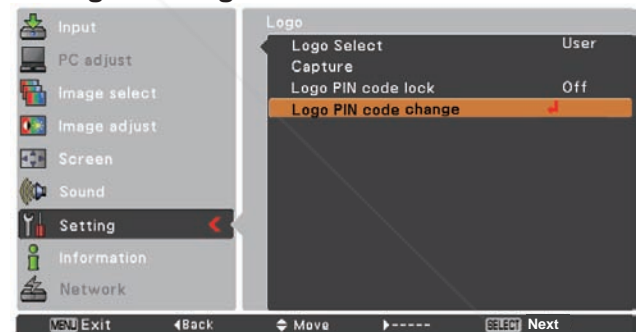 Input
PC adjust
Image select
Image adjust
Screen
Sound
Setting
Information
Network
Logo
Logo Select User
Capture
Logo PIN code lock Off
Logo PIN code change
MENU Exit Back Move ----- SELECT Next